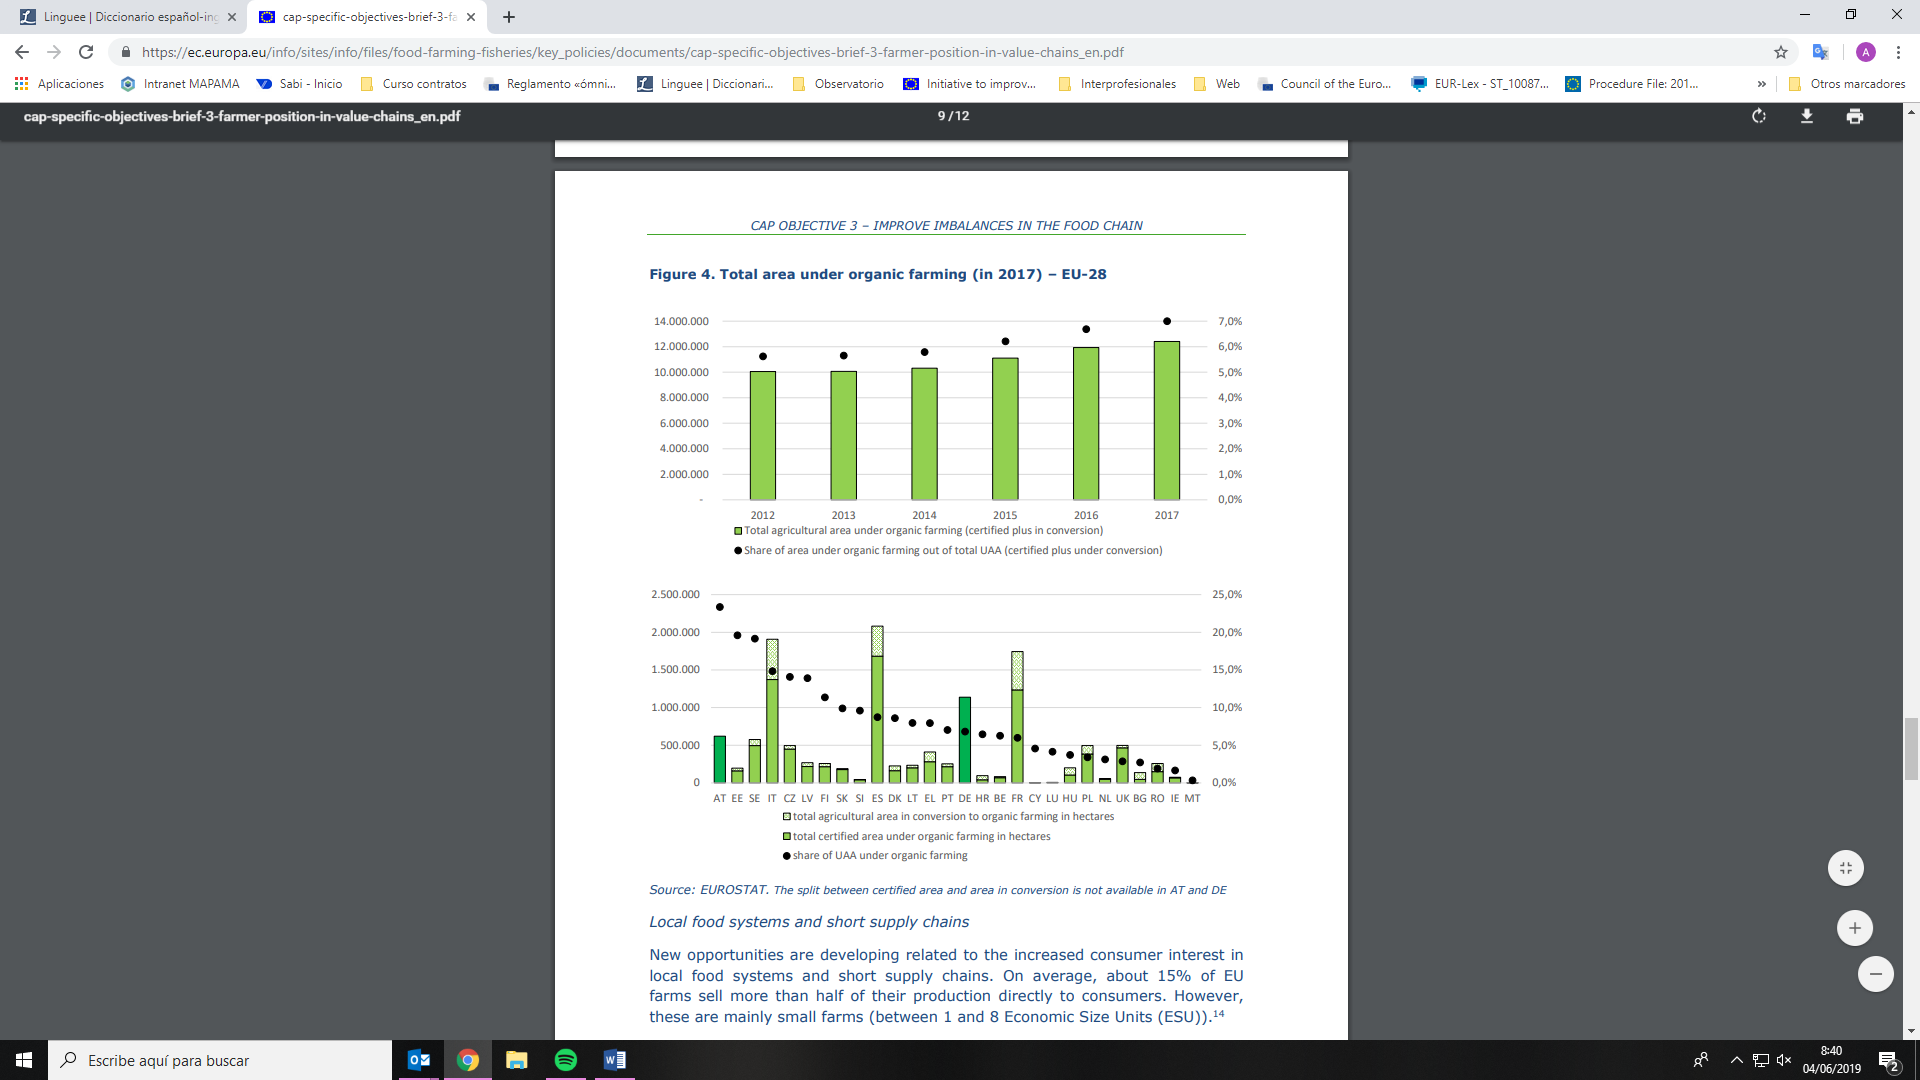 Linguee | Diccionario español-ing
cap-specific-objectives-brief-3-fa
https://ec.europa.eu/info/sites/info/files/food-farming-fisheries/key_policies/documents/cap-specific-objectives-brief-3-farmer-position-in-value-chains_en.pdf
A
Aplicaciones
Intranet MAPAMA
Sabi - Inicio
Curso contratos
Reglamento «ómni...
Linguee | Diccionari...
Observatorio
Initiative to improv...
Interprofesionales
Web
Council of the Euro...
EUR-Lex - ST_10087...
Procedure File: 201...
»
Otros marcadores
cap-specific-objectives-brief-3-farmer-position-in-value-chains_en.pdf
9 / 12
CAP OBJECTIVE 3 – IMPROVE IMBALANCES IN THE FOOD CHAIN
Figure 4. Total area under organic farming (in 2017) – EU-28
14.000.000 7,0%
12.000.000 6,0%
10.000.000 5,0%
8.000.000 4,0%
6.000.000 3,0%
4.000.000 2,0%
2.000.000 1,0%
- 0,0%
2012 2013 2014 2015 2016 2017
Total agricultural area under organic farming (certified plus in conversion)
Share of area under organic farming out of total UAA (certified plus under conversion)
2.500.000 25,0%
2.000.000 20,0%
1.500.000 15,0%
1.000.000 10,0%
500.000 5,0%
0 0,0%
AT EE SE IT CZ LV FI SK SI ES DK LT EL PT DE HR BE FR CY LU HU PL NL UK BG RO IE MT
total agricultural area in conversion to organic farming in hectares
total certified area under organic farming in hectares
share of UAA under organic farming
Source: EUROSTAT. The split between certified area and area in conversion is not available in AT and DE
Local food systems and short supply chains
New opportunities are developing related to the increased consumer interest in
local food systems and short supply chains. On average, about 15% of EU
farms sell more than half of their production directly to consumers. However,
these are mainly small farms (between 1 and 8 Economic Size Units (ESU)).14
Escribe aquí para buscar
8:40
04/06/2019
2